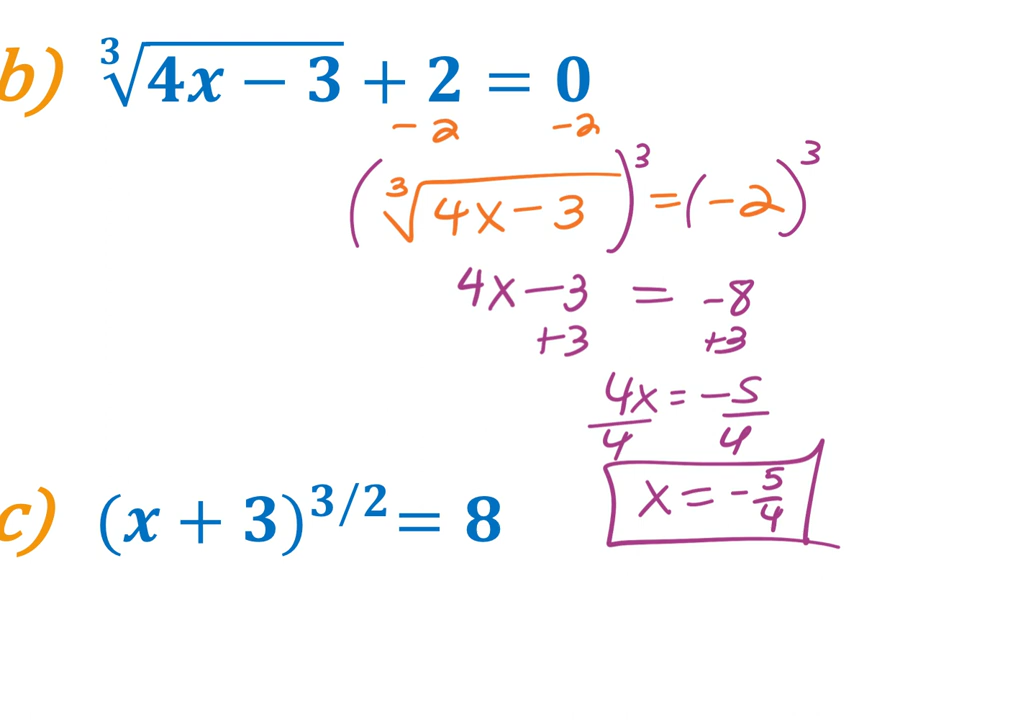 b) ∛(4x − 3) + 2 = 0
− 2 −2
(∛(4x − 3))³ = (−2)³
4x − 3 = −8
+3 +3
4x = −5
4 4
x = −5/4
c) (x + 3)^3/2 = 8